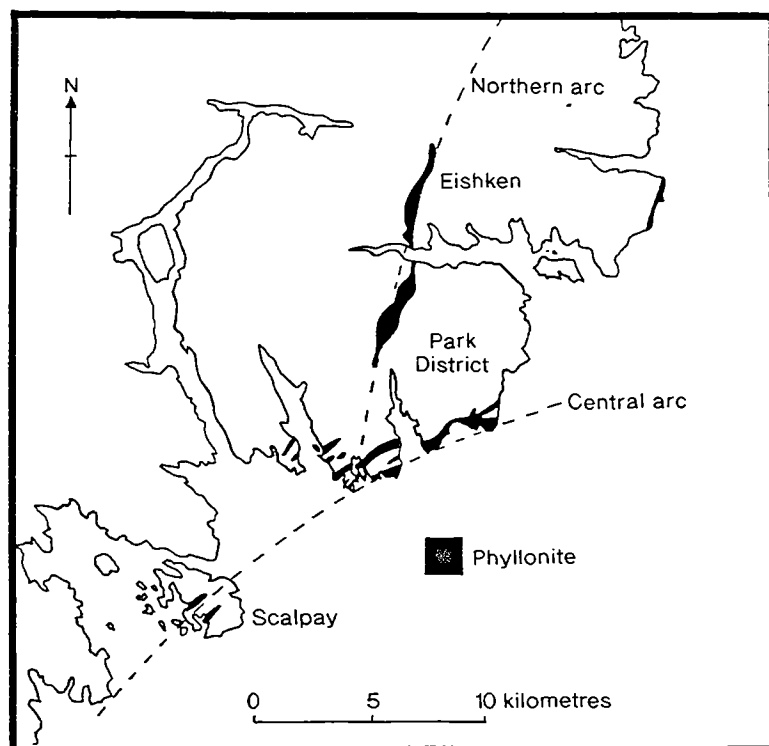 N
Northern arc
Eishken
Park
District
Central arc
Phyllonite
Scalpay
0 5 10 kilometres